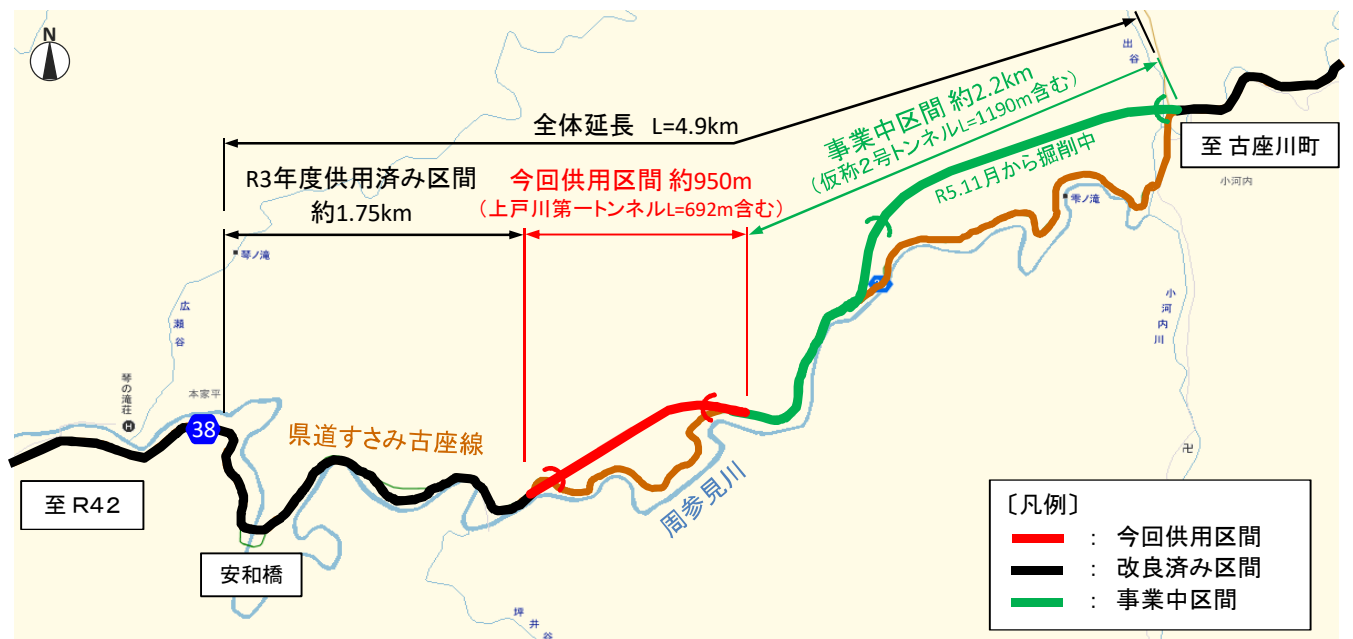 N
出谷
全体延長 L=4.9km
事業中区間 約2.2km
（仮称2号トンネルL=1190m含む）
R5.11月から掘削中
至 古座川町
小河内
R3年度供用済み区間
約1.75km
今回供用区間 約950m
（上戸川第一トンネルL=692m含む）
雫ノ滝
琴ノ滝
広瀬谷
小河内川
琴の滝荘
H
本家平
38
県道すさみ古座線
周参見川
至 R42
安和橋
坪井谷
卍
〔凡例〕
： 今回供用区間
： 改良済み区間
： 事業中区間